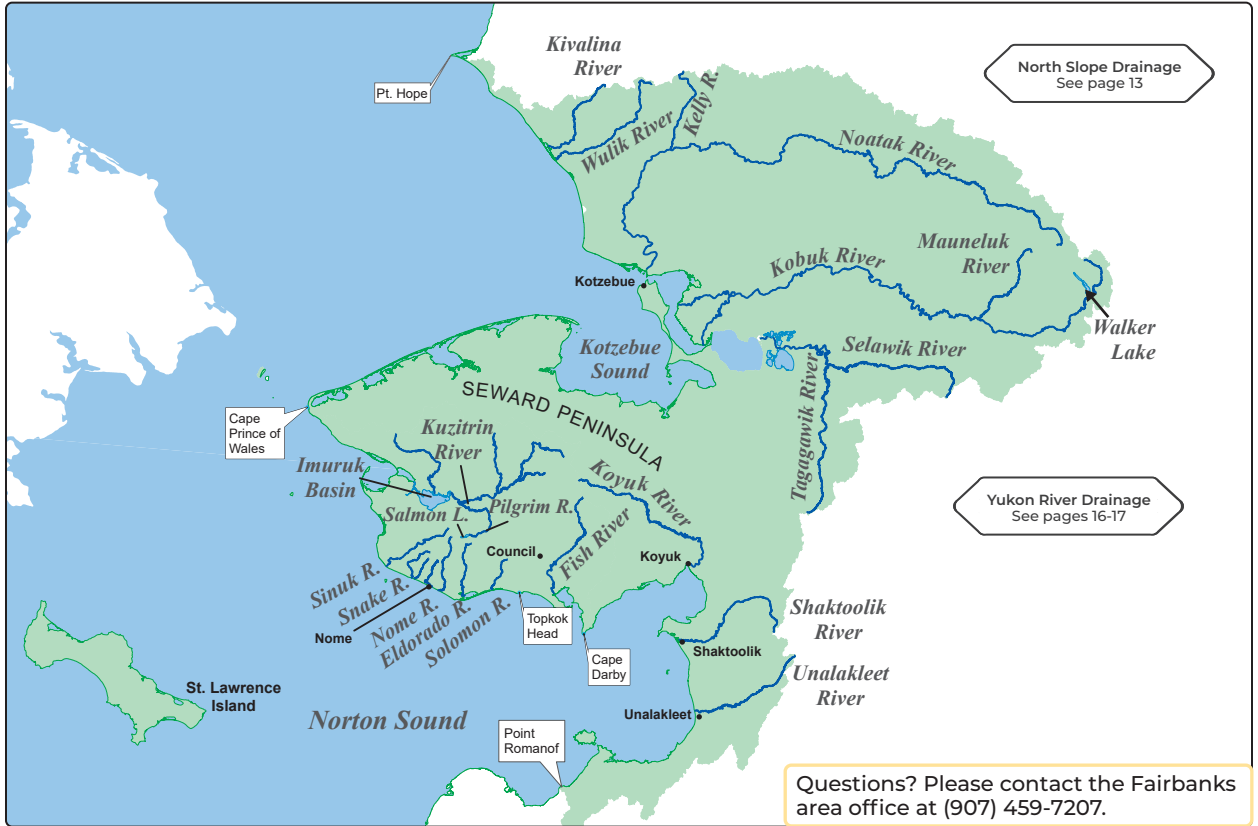 Kivalina
River
North Slope Drainage
See page 13
Pt. Hope
Kelly R.
Wulik River
Noatak River
Mauneluk
River
Kobuk River
Kotzebue
Walker
Lake
Kotzebue
Sound
Selawik River
SEWARD PENINSULA
Cape
Prince of
Wales
Kuzitrin
River
Tagagawik River
Imuruk
Basin
Koyuk River
Yukon River Drainage
See pages 16-17
Salmon L.
Pilgrim R.
Council
Fish River
Koyuk
Sinuk R.
Snake R.
Nome
Nome R.
Eldorado R.
Solomon R.
Topkok
Head
Shaktoolik
River
Shaktoolik
Cape
Darby
Unalakleet
River
St. Lawrence
Island
Norton Sound
Unalakleet
Point
Romanof
Questions? Please contact the Fairbanks
area office at (907) 459-7207.